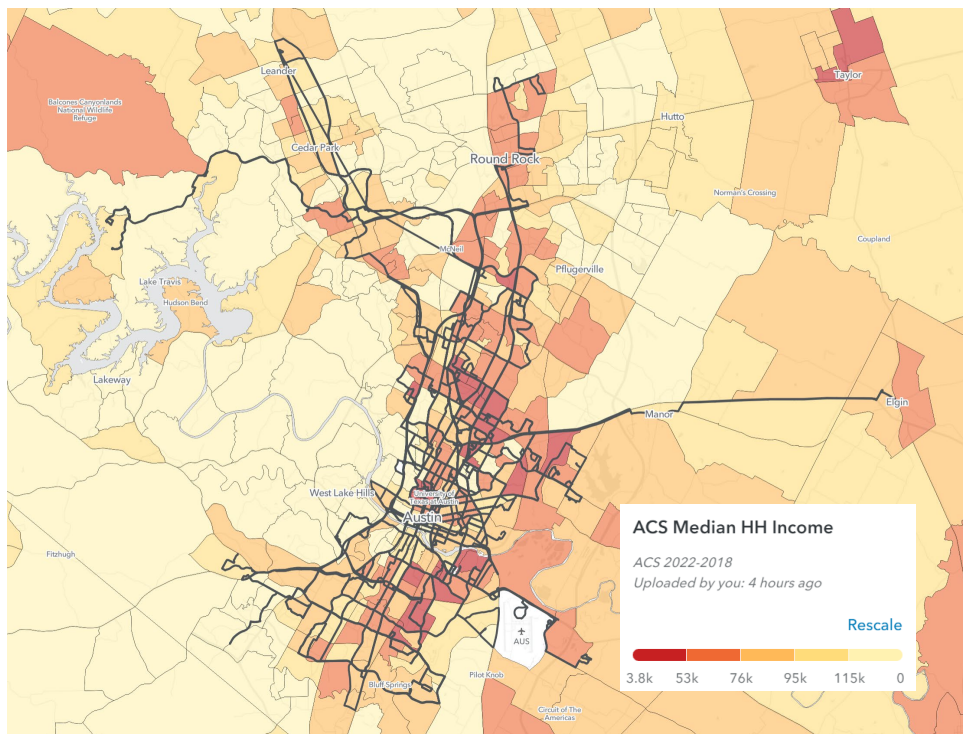 Leander
Taylor
Balcones Canyonlands
National Wildlife
Refuge
Hutto
Cedar Park
Round Rock
Norman's Crossing
Coupland
McNeil
Pflugerville
Lake Travis
Hudson Bend
Lakeway
Elgin
Manor
West Lake Hills
University of
Texas at Austin
Austin
Fitzhugh
AUS
Pilot Knob
Bluff Springs
Circuit of The
Americas
ACS Median HH Income
ACS 2022-2018
Uploaded by you: 4 hours ago
Rescale
3.8k 53k 76k 95k 115k 0